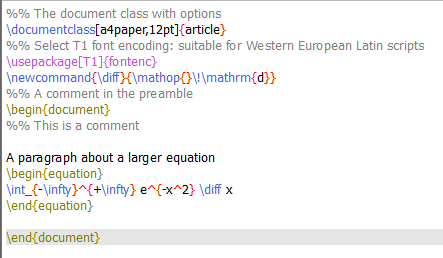 %% The document class with options
\documentclass[a4paper,12pt]{article}
%% Select T1 font encoding: suitable for Western European Latin scripts
\usepackage[T1]{fontenc}
\newcommand{\diff}{\mathop{}\!\mathrm{d}}
%% A comment in the preamble
\begin{document}
%% This is a comment

A paragraph about a larger equation
\begin{equation}
\int_{-\infty}^{+\infty} e^{-x^2} \diff x
\end{equation}

\end{document}